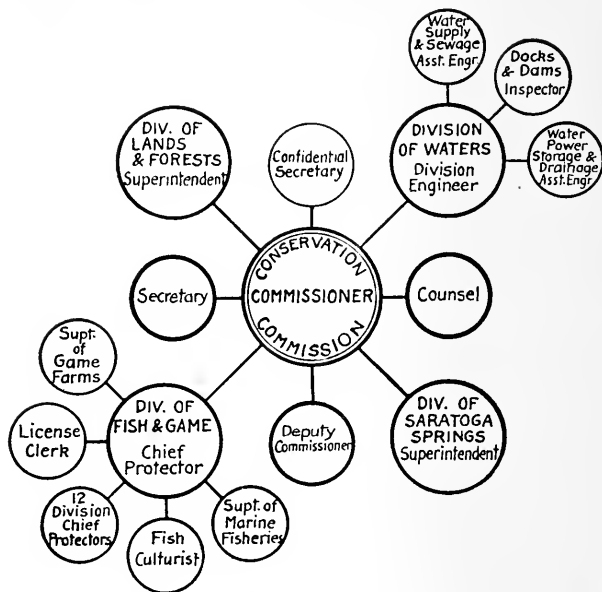 Water
Supply
& Sewage
Asst. Engr.
Docks
& Dams
Inspector
DIV. OF
LANDS
& FORESTS
Superintendent
Confidential
Secretary
DIVISION
OF WATERS
Division
Engineer
Water
Power
Storage &
Drainage
Asst. Engr
CONSERVATION
COMMISSIONER
COMMISSION
Secretary
Counsel
Supt.
of
Game
Farms
License
Clerk
DIV. OF
FISH & GAME
Chief
Protector
Deputy
Commissioner
DIV. OF
SARATOGA
SPRINGS
Superintendent
12
Division
Chief
Protectors
Fish
Culturist
Supt. of
Marine
Fisheries